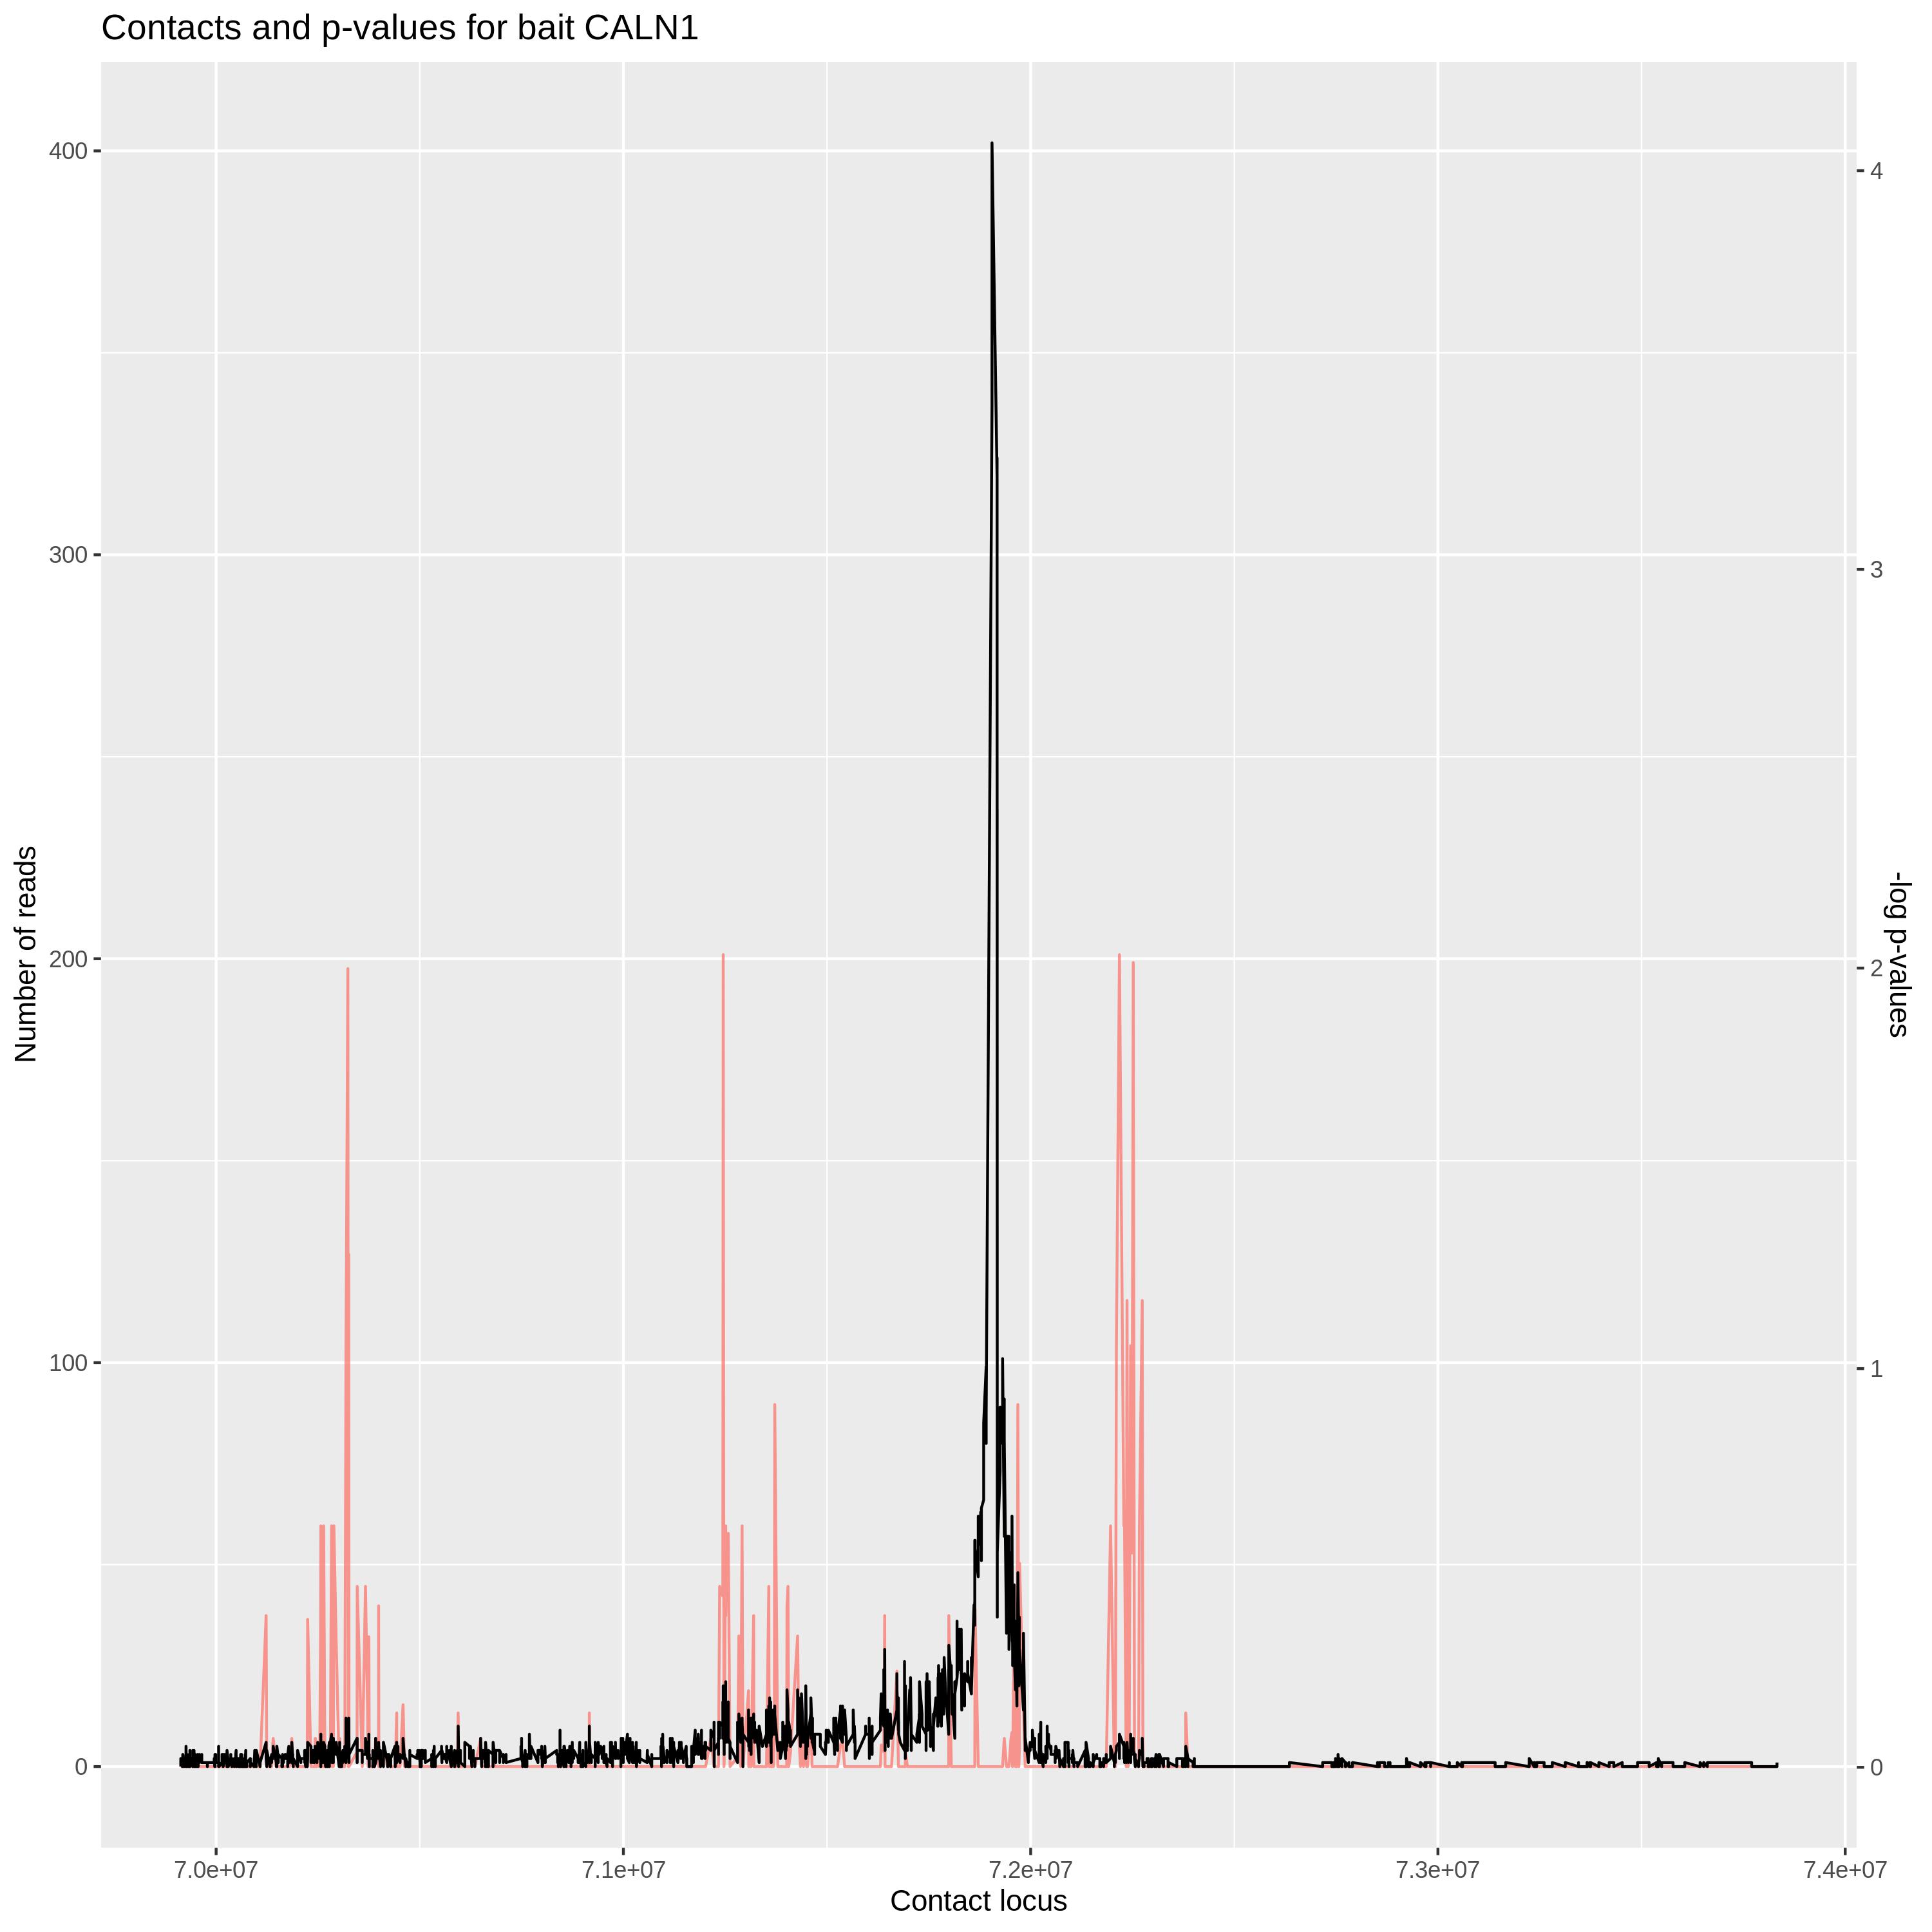 Contacts and p-values for bait CALN1
Number of reads
400
300
200
100
0
4
3
2
1
0
-log p-values
7.0e+07 7.1e+07 7.2e+07 7.3e+07 7.4e+07
Contact locus